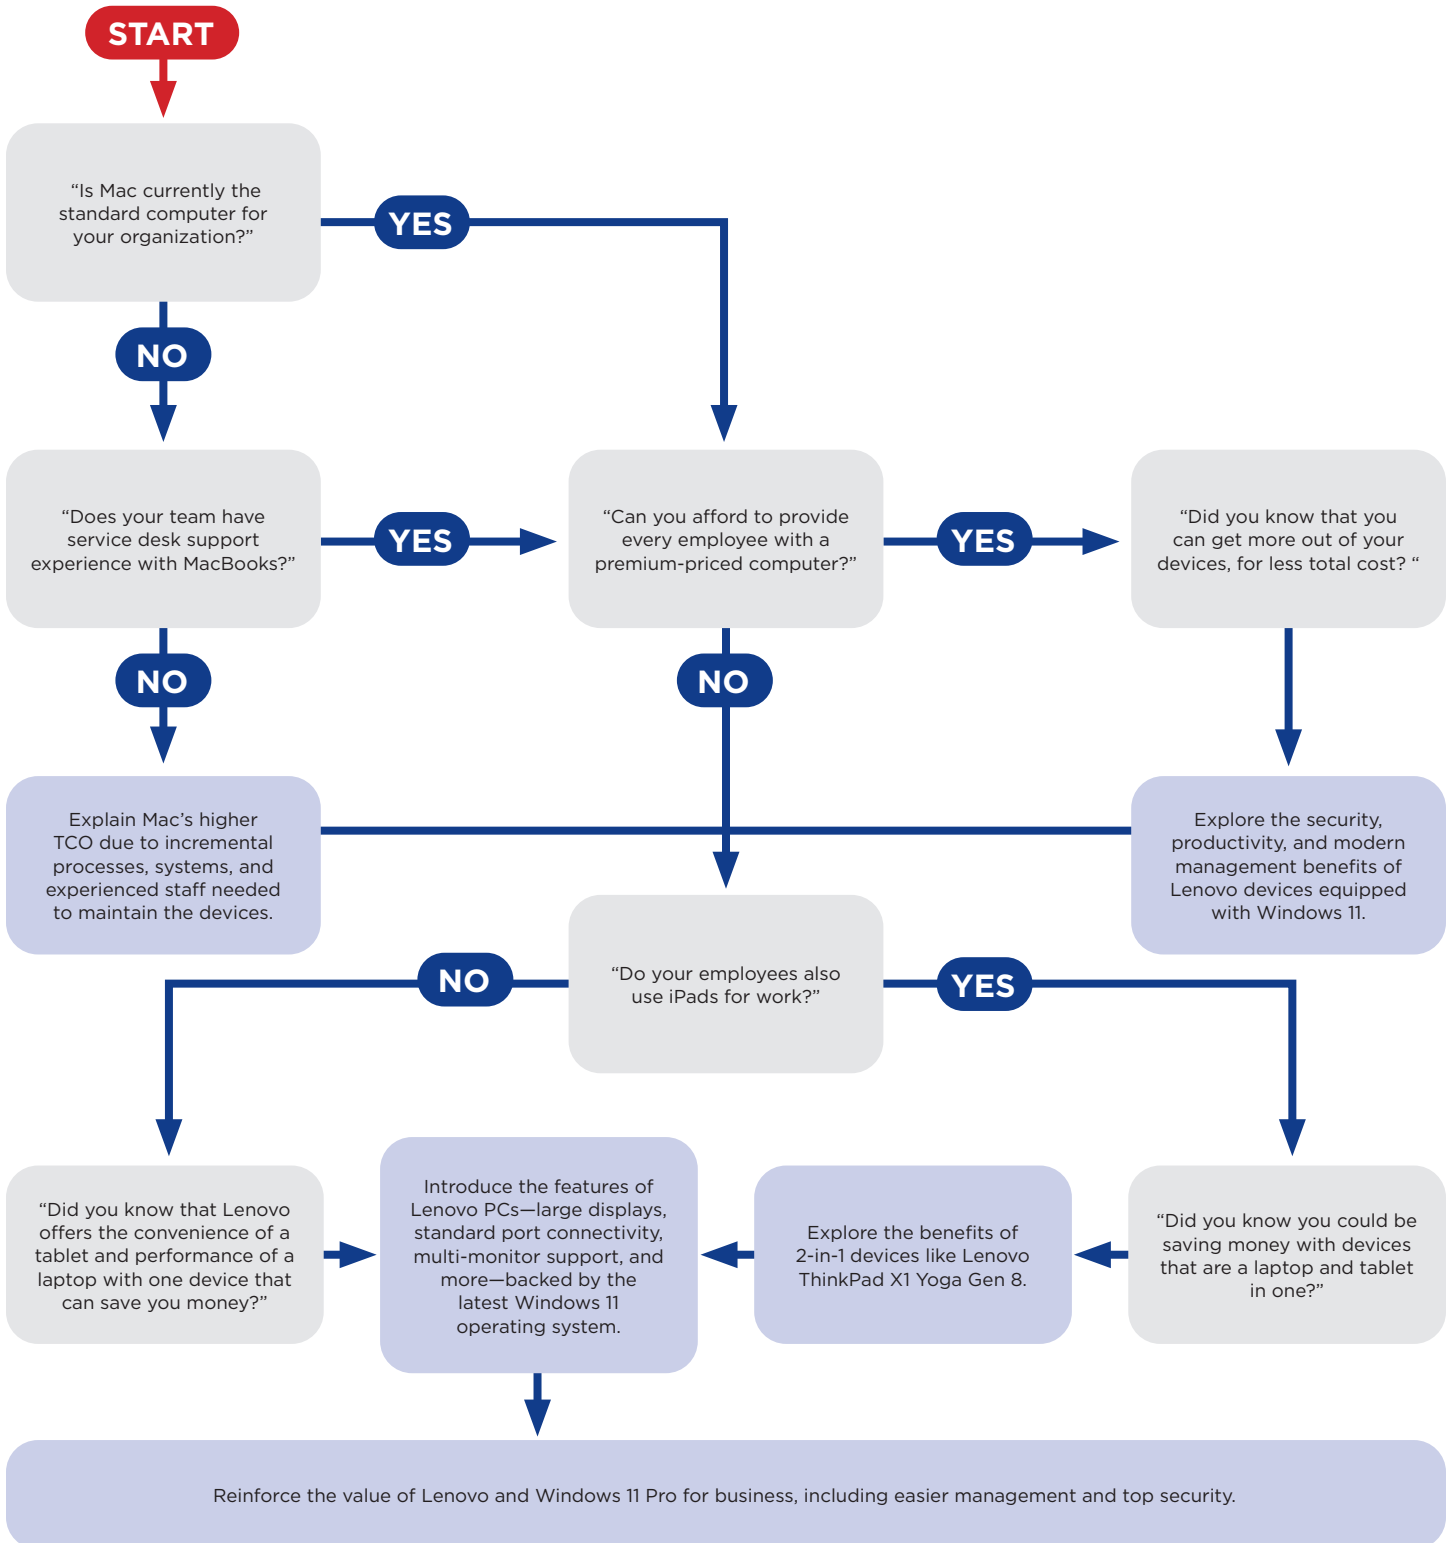 START
“Is Mac currently the
standard computer for
your organization?”
YES
NO
“Does your team have
service desk support
experience with MacBooks?”
YES
“Can you afford to provide
every employee with a
premium-priced computer?”
YES
“Did you know that you
can get more out of your
devices, for less total cost? “
NO
NO
Explain Mac’s higher
TCO due to incremental
processes, systems, and
experienced staff needed
to maintain the devices.
Explore the security,
productivity, and modern
management benefits of
Lenovo devices equipped
with Windows 11.
NO
“Do your employees also
use iPads for work?”
YES
“Did you know that Lenovo
offers the convenience of a
tablet and performance of a
laptop with one device that
can save you money?”
Introduce the features of
Lenovo PCs—large displays,
standard port connectivity,
multi-monitor support, and
more—backed by the
latest Windows 11
operating system.
Explore the benefits of
2-in-1 devices like Lenovo
ThinkPad X1 Yoga Gen 8.
“Did you know you could be
saving money with devices
that are a laptop and tablet
in one?”
Reinforce the value of Lenovo and Windows 11 Pro for business, including easier management and top security.